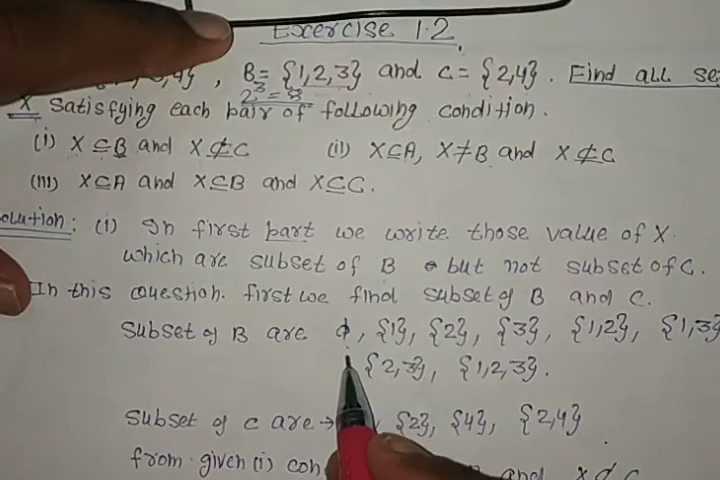 Excercise 1.2
,4} , B = {1,2,3} and C = {2,4} . Find all se
2³ = 8
X satisfying each pair of following condition .
(i) X ⊆ B and X ⊄ C (ii) X ⊆ A, X ≠ B and X ⊄ C
(iii) X ⊆ A and X ⊆ B and X ⊆ C .
olution : (i) In first part we write those value of X
which are subset of B but not subset of C.
In this question . first we find subset of B and C .
subset of B are ϕ , {1}, {2}, {3}, {1,2}, {1,3}
{2,3}, {1,2,3} .
subset of C are → , {2}, {4}, {2,4}
from given (i) con and X ⊄ C